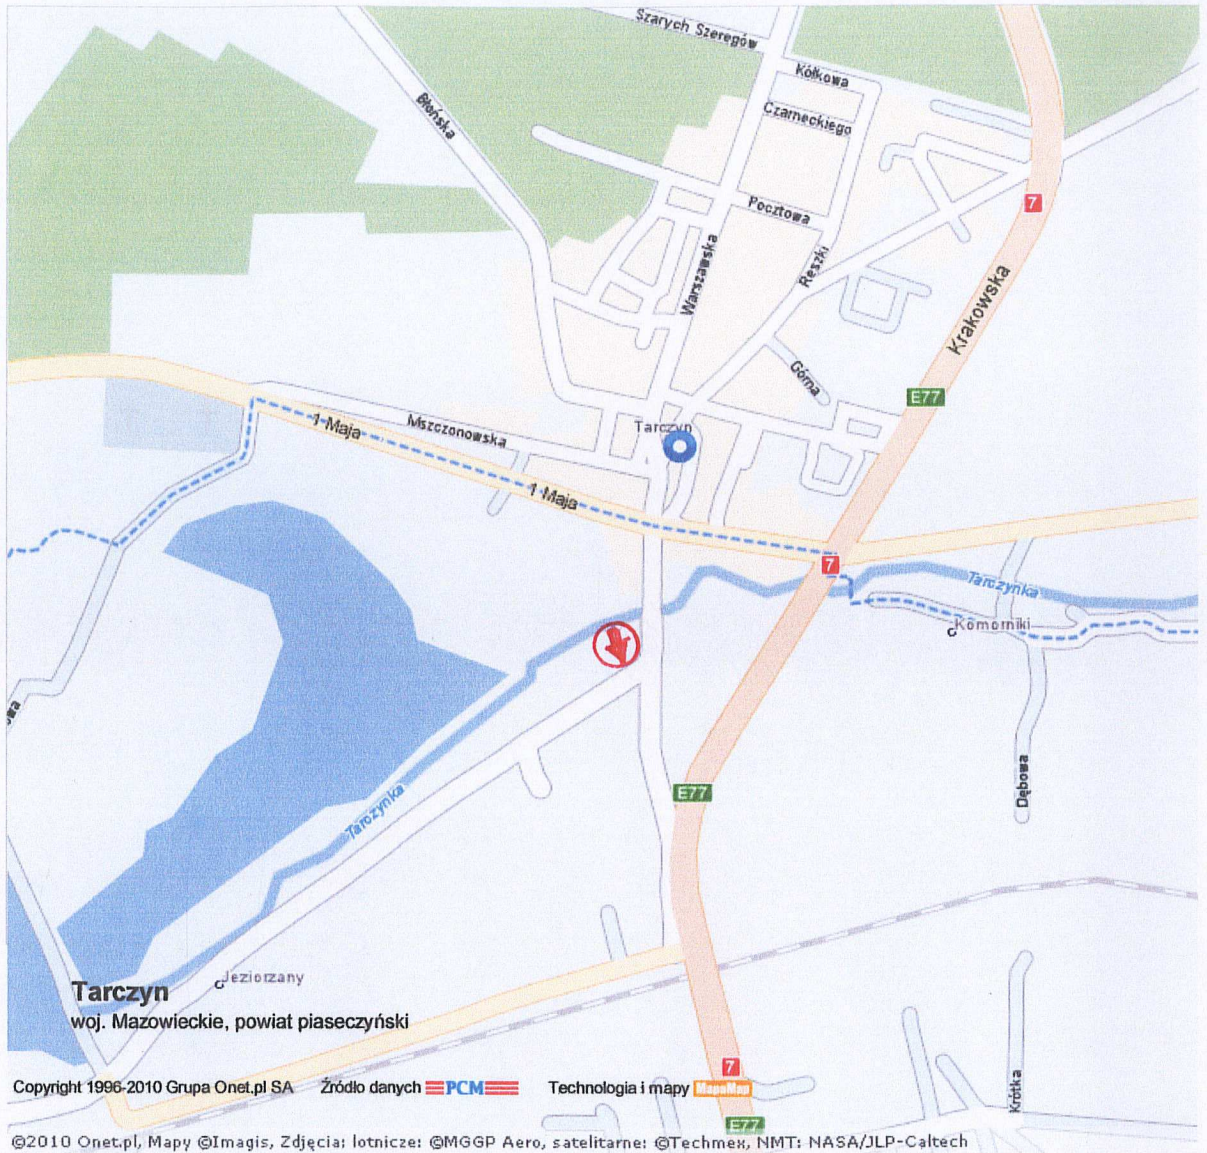 Szarych Szeregów
Kółkowa
Błońska
Czarneckiego
7
Pocztowa
Warszawska
Reszki
Krakowska
Górna
E77
1 Maja
Mszczonowska
Tarczyn
1 Maja
7
Tarczynka
Komorniki
Dębowa
E77
Tarczynka
Jeziorzany
Tarczyn
woj. Mazowieckie, powiat piaseczyński
7
Krótka
Copyright 1996-2010 Grupa Onet.pl SA Źródło danych PCM Technologia i mapy MapaMap
E77
©2010 Onet.pl, Mapy ©Imagis, Zdjęcia: lotnicze: ©MGGP Aero, satelitarne: ©Techmex, NMT: NASA/JLP-Caltech